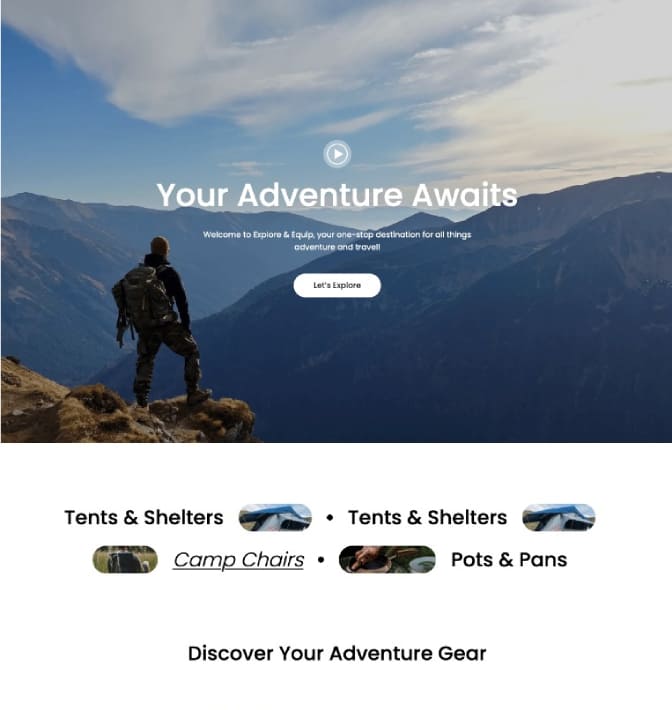 Your Adventure Awaits
Welcome to Explore & Equip, your one-stop destination for all things
adventure and travel!
Let's Explore
Tents & Shelters • Tents & Shelters
Camp Chairs • Pots & Pans
Discover Your Adventure Gear